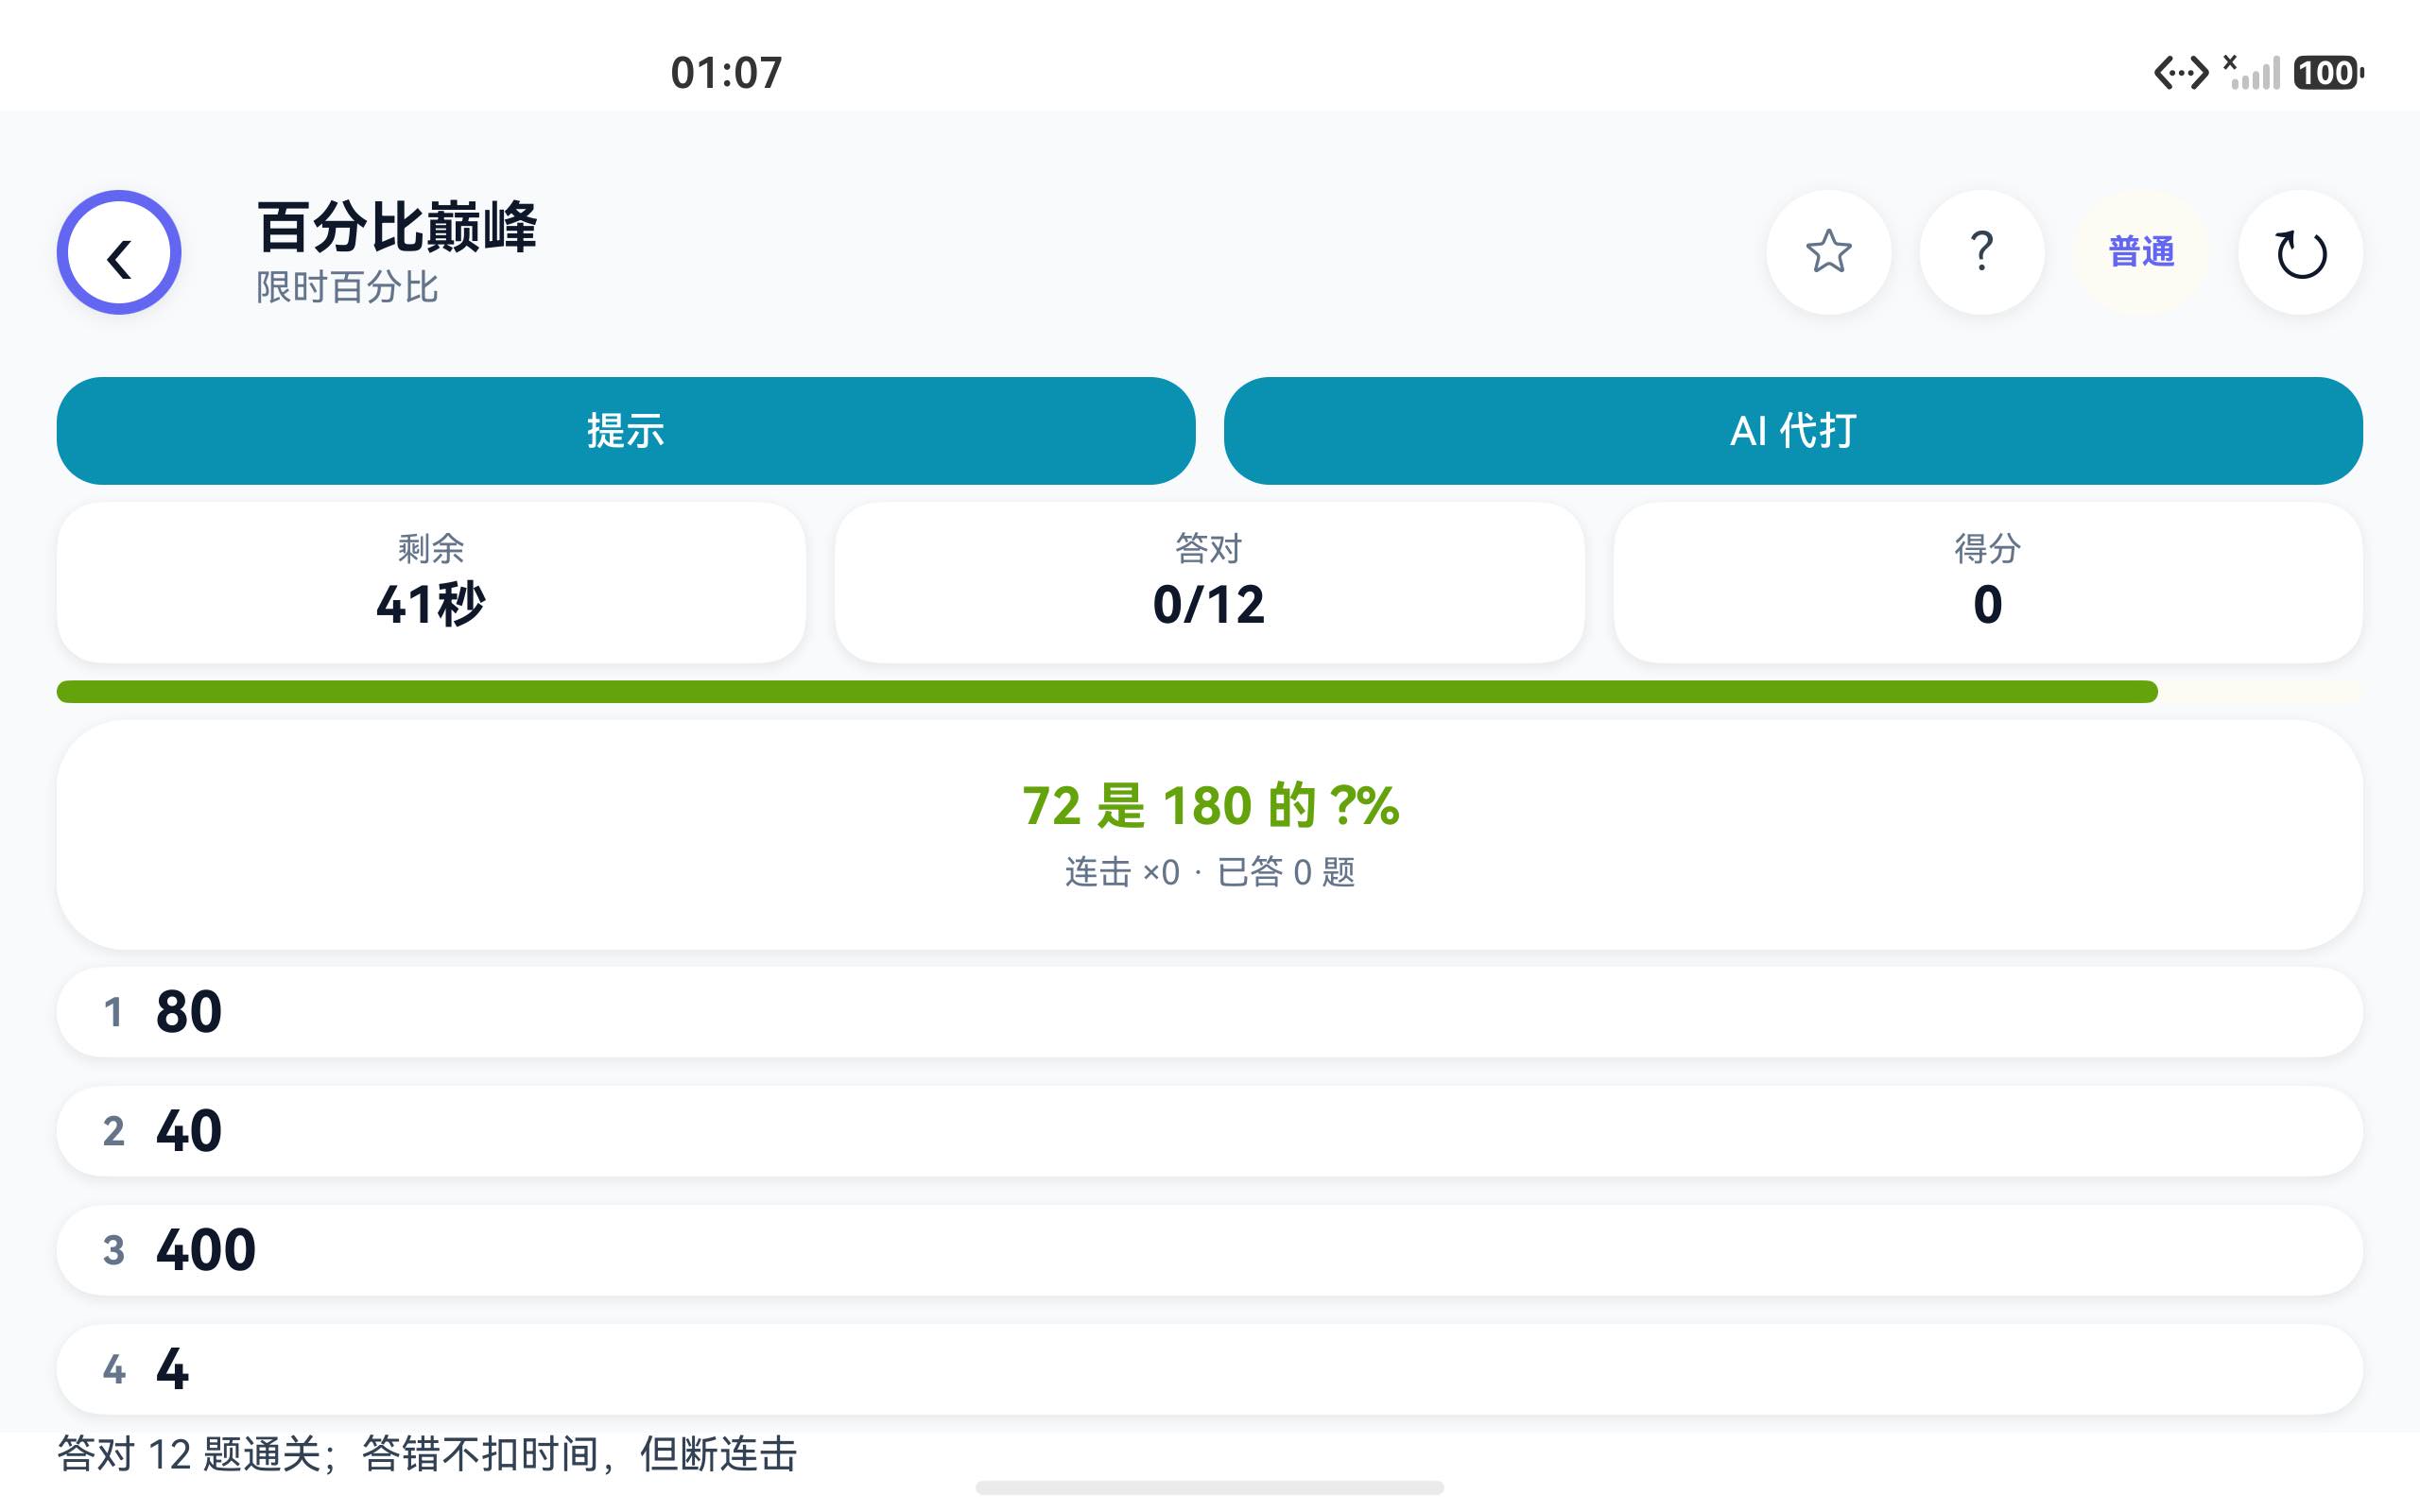 01:07
100
百分比巅峰
限时百分比
?
普通
提示
AI 代打
剩余
41秒
答对
0/12
得分
0
72 是 180 的 ?%
连击 ×0 · 已答 0 题
1 80
2 40
3 400
4 4
答对 12 题通关；答错不扣时间，但断连击